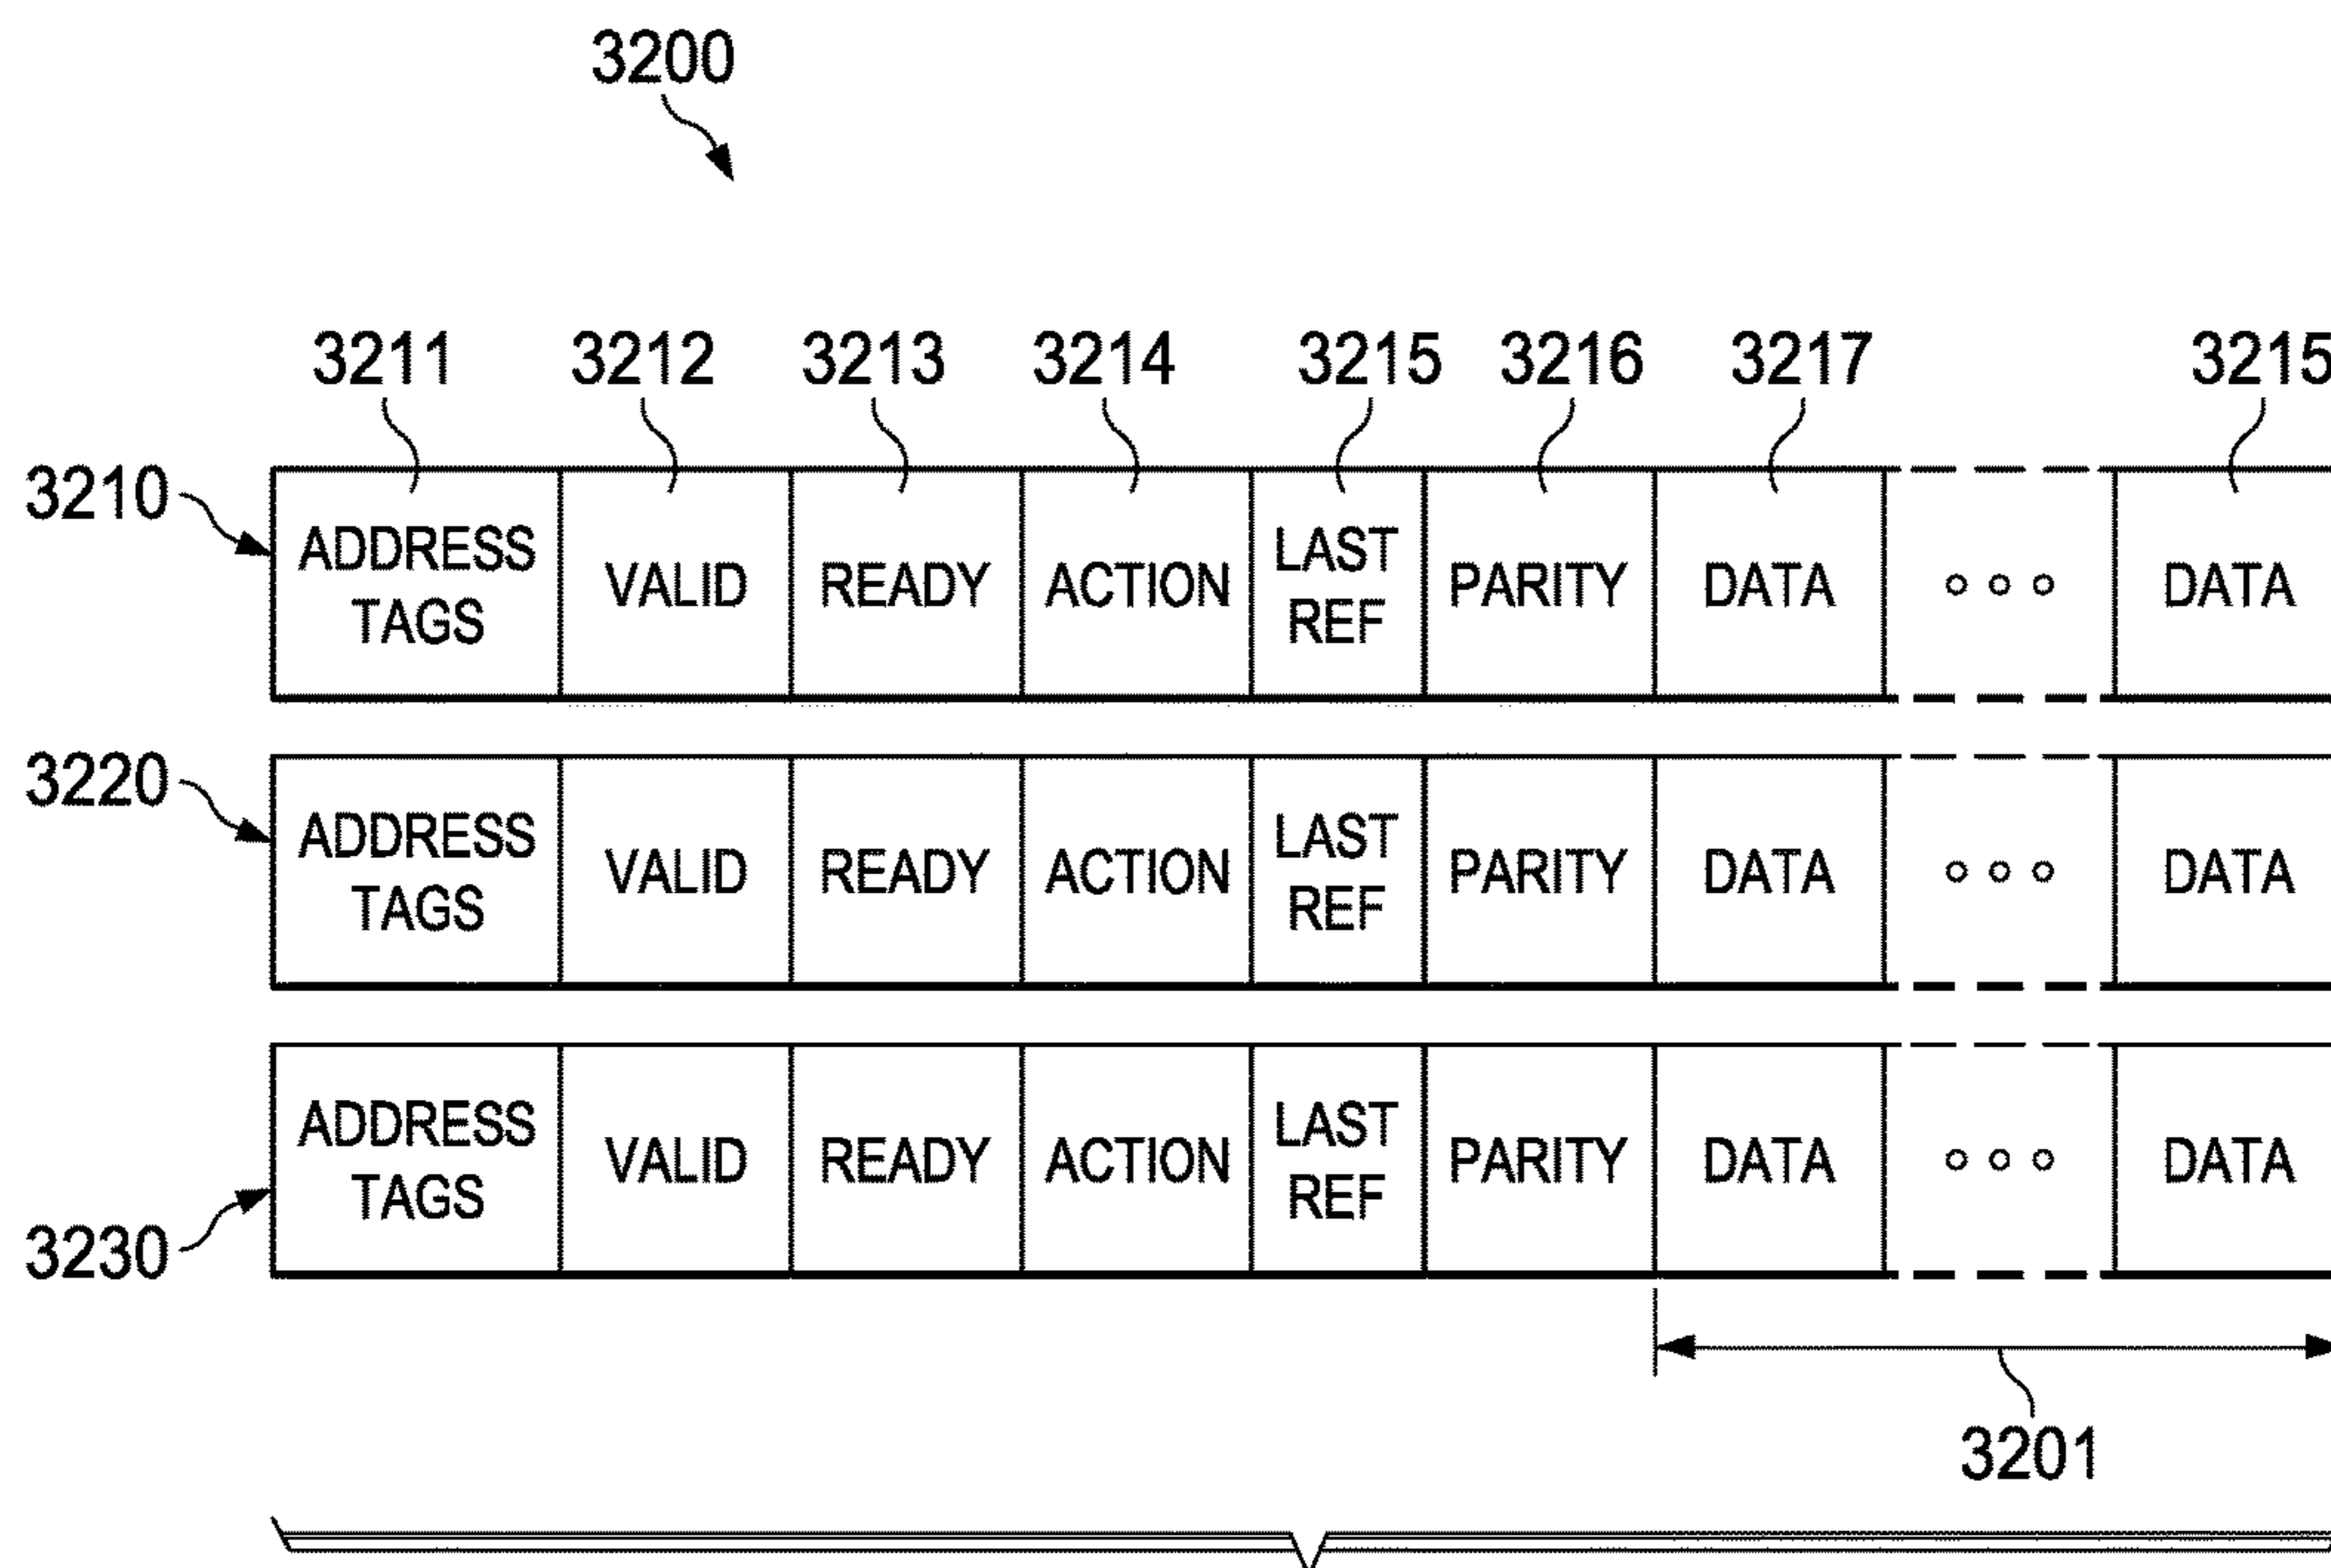 3200
3211 3212 3213 3214 3215 3216 3217 3215
3210
ADDRESS TAGS VALID READY ACTION LAST REF PARITY DATA DATA
3220
ADDRESS TAGS VALID READY ACTION LAST REF PARITY DATA DATA
ADDRESS TAGS VALID READY ACTION LAST REF PARITY DATA DATA
3230
3201